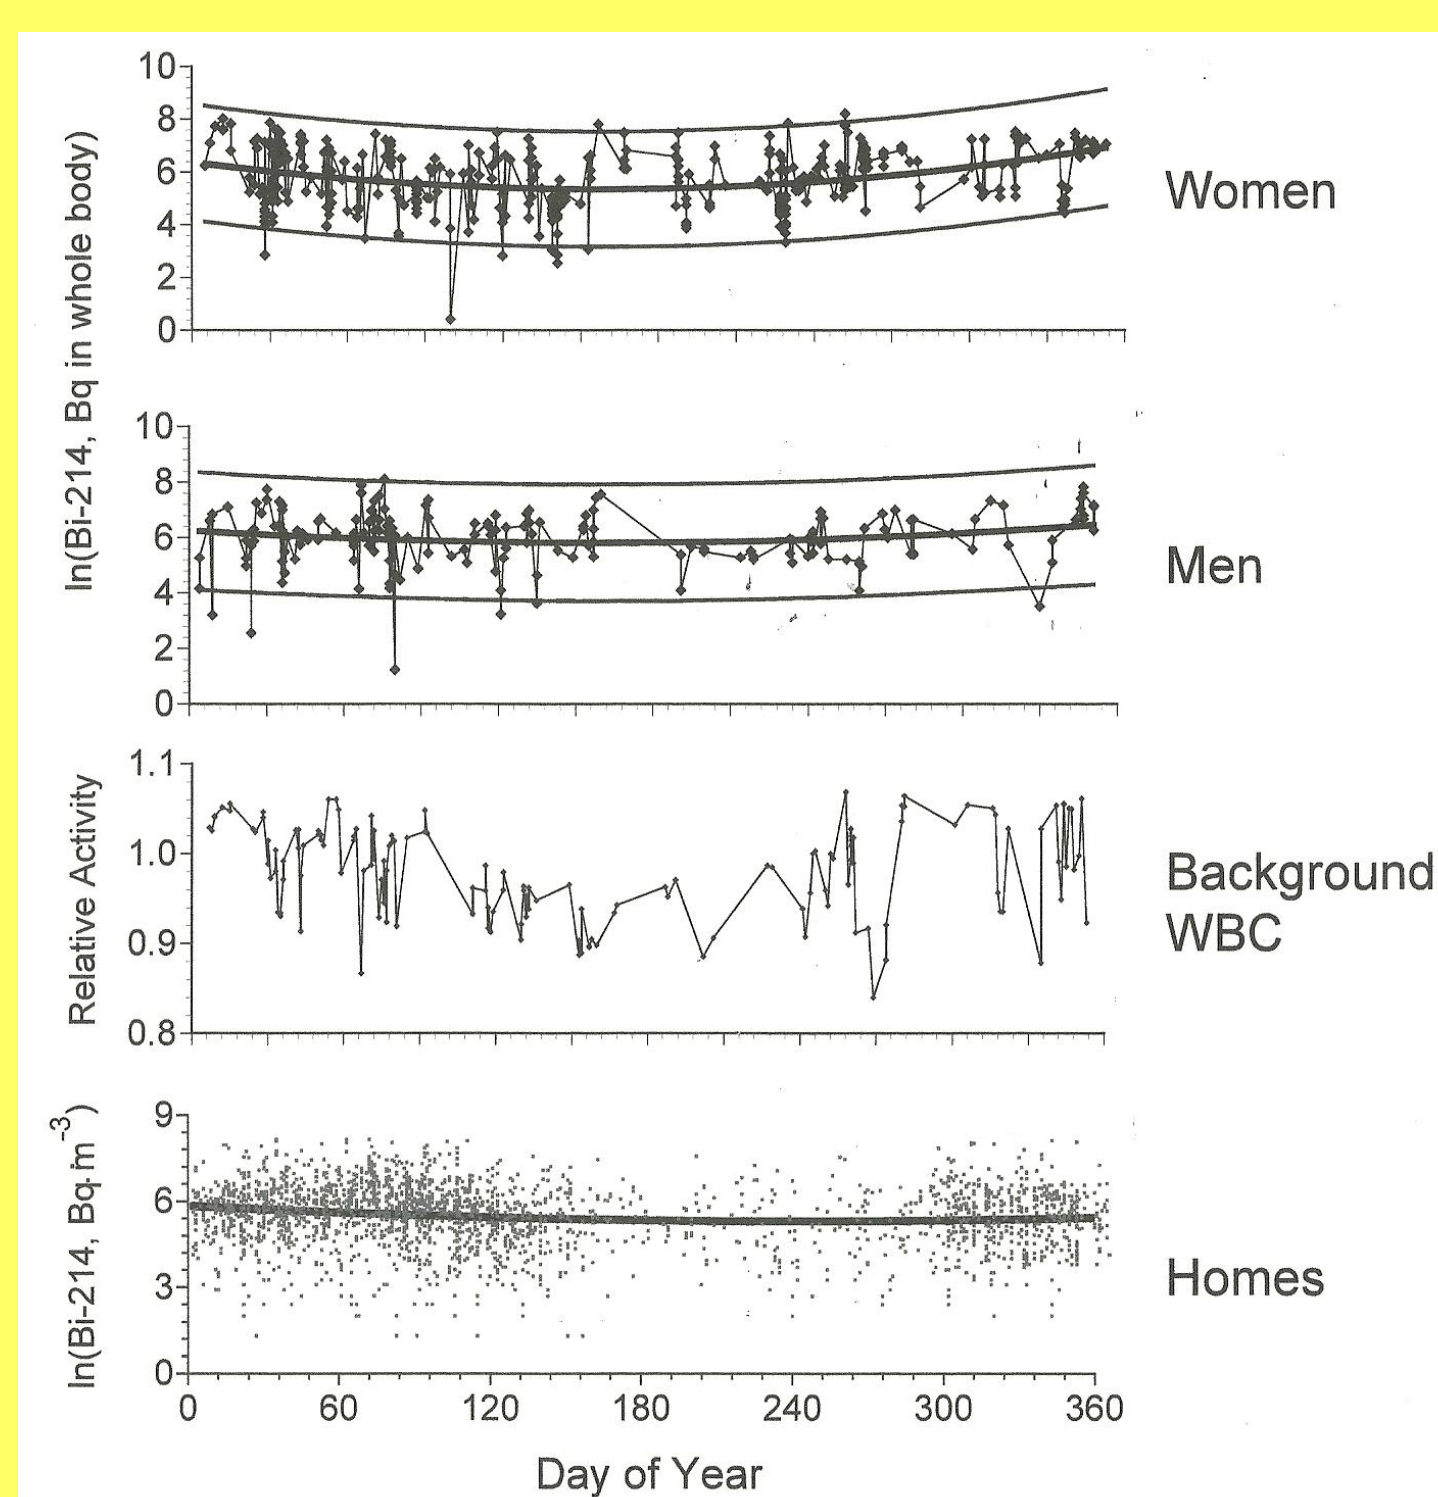 ln(Bi-214, Bq in whole body)
10
8
6
4
2
0
Women
10
8
6
4
2
0
Men
Relative Activity
1.1
1.0
0.9
0.8
Background
WBC
ln(Bi-214, Bq·m⁻³)
9
6
3
0
Homes
0 60 120 180 240 300 360
Day of Year